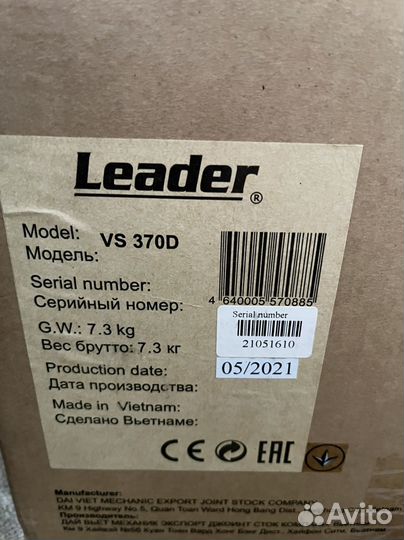 Leader®
Model: VS 370D
Модель:
Serial number:
Серийный номер:
4 640005 570885
Serial number
21051610
G.W.: 7.3 kg
Вес брутто: 7.3 кг
Production date:
Дата производства:
05/2021
Made in Vietnam:
Сделано Вьетнаме:
CE EAC
Manufacturer:
DAI VIET MECHANIC EXPORT JOINT STOCK COMPANY
KM 9 Highway No.5, Quan Toan Ward Hong Bang Dist.
Производитель:
ДАЙ ВЬЕТ МЕХАНИК ЭКСПОРТ ДЖОИНТ СТОК
Avito